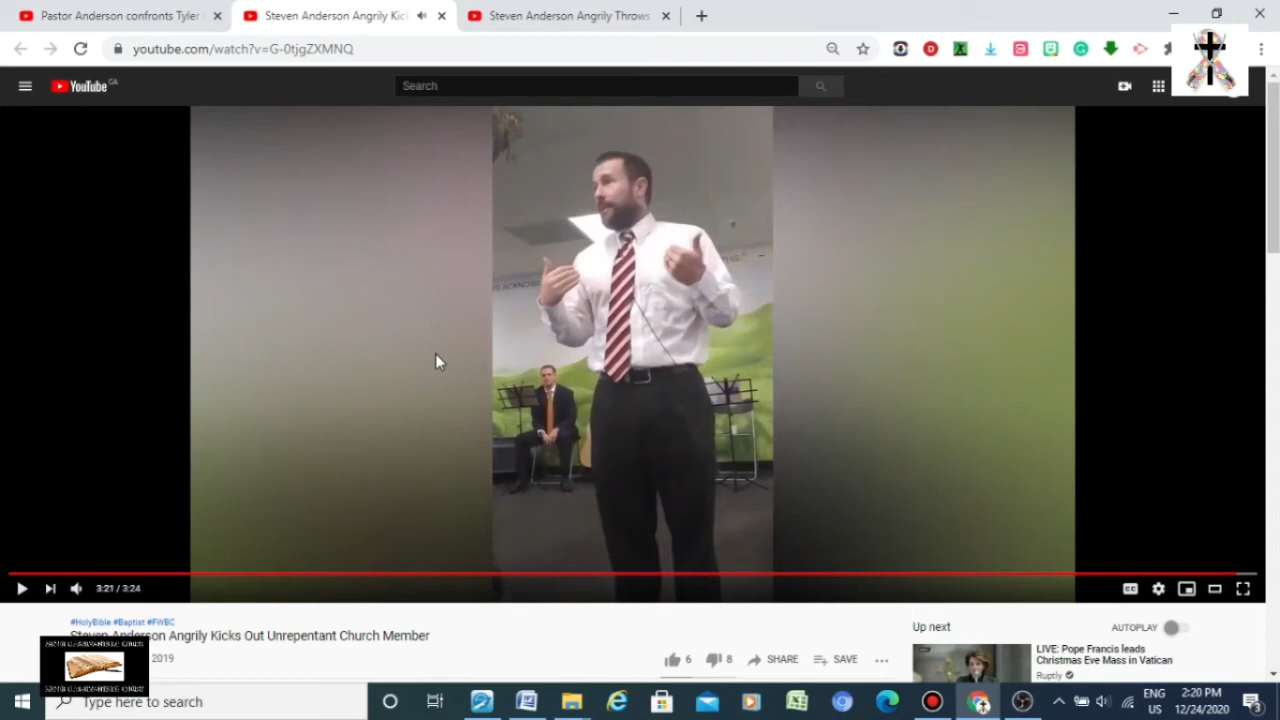 Pastor Anderson confronts Tyler
Steven Anderson Angrily Kic
Steven Anderson Angrily Throws
youtube.com/watch?v=G-0tjgZXMNQ
YouTube CA
Search
3:21 / 3:24
#HolyBible #Baptist #FWBC
Steven Anderson Angrily Kicks Out Unrepentant Church Member
2019
6
8
SHARE
SAVE
Up next
AUTOPLAY
LIVE: Pope Francis leads
Christmas Eve Mass in Vatican
Ruptly
Type here to search
ENG
US
2:20 PM
12/24/2020
3